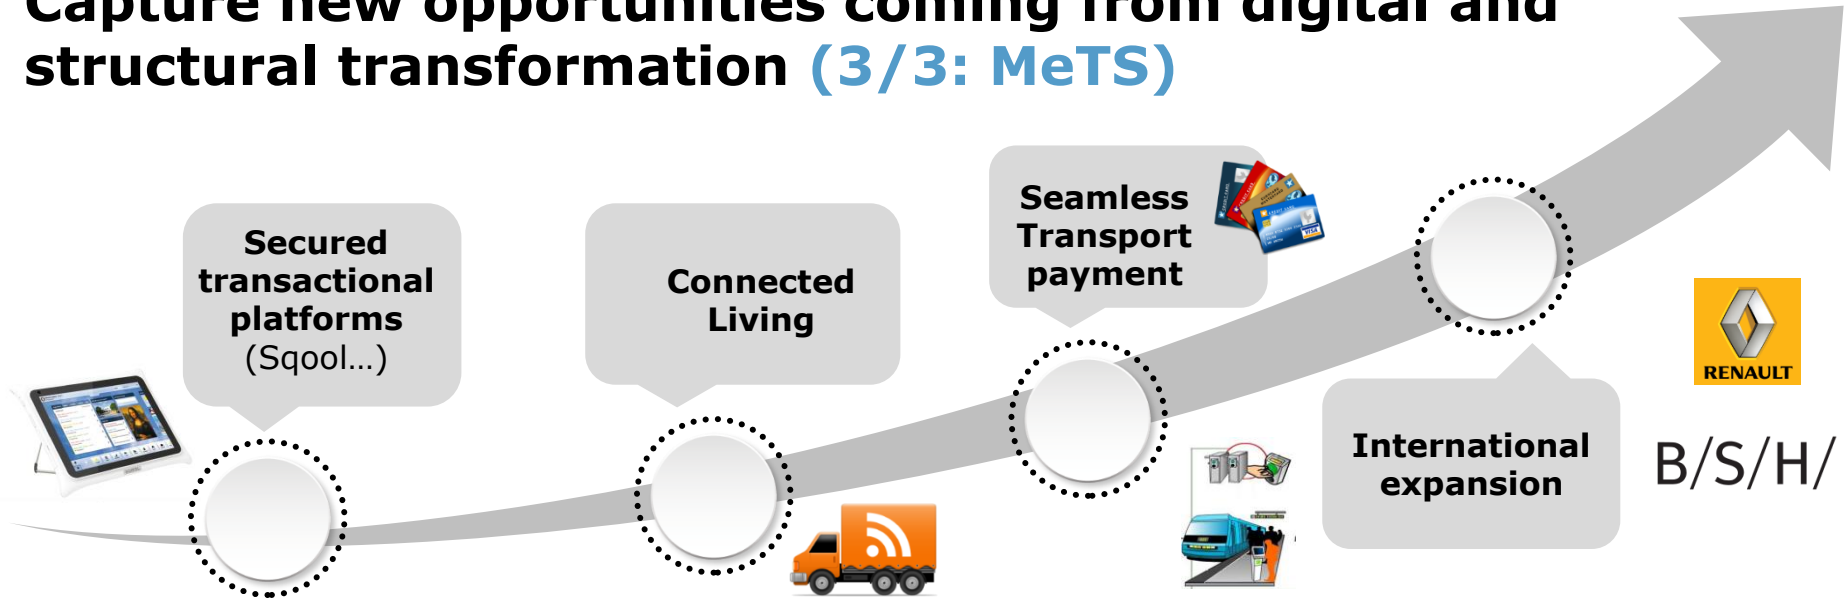 Capture new opportunities coming from digital and
structural transformation (3/3: MeTS)
Secured
transactional
platforms
(Sqool…)
Connected
Living
Seamless
Transport
payment
VISA
International
expansion
RENAULT
B/S/H/